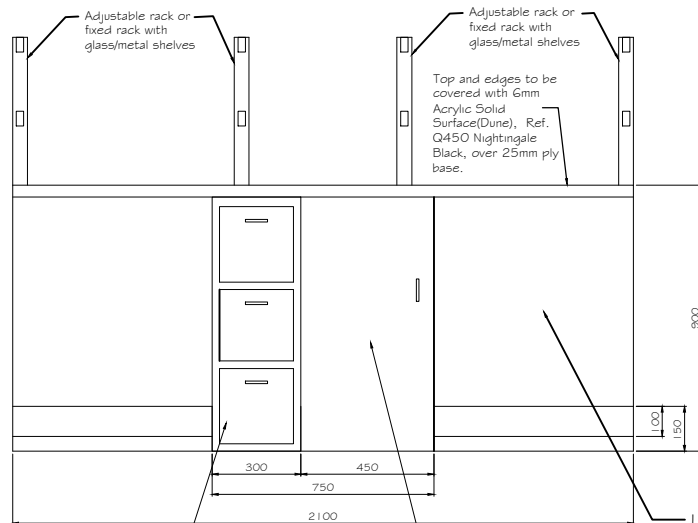 Adjustable rack or
fixed rack with
glass/metal shelves
Adjustable rack or
fixed rack with
glass/metal shelves
Top and edges to be
covered with 6mm
Acrylic Solid
Surface(Dune), Ref.
Q450 Nightingale
Black, over 25mm ply
base.
900
100
150
300
450
750
2100